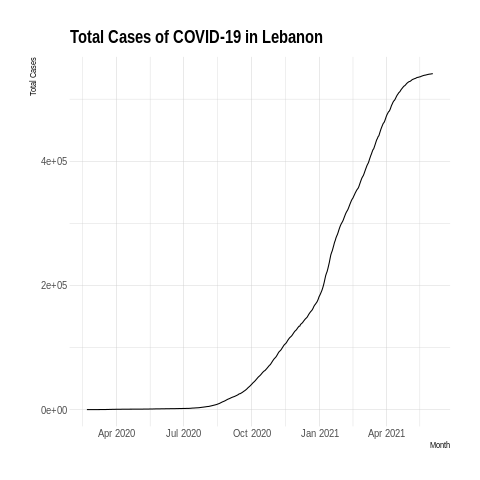 Total Cases of COVID-19 in Lebanon
Total Cases
4e+05
2e+05
0e+00
Apr 2020 Jul 2020 Oct 2020 Jan 2021 Apr 2021
Month